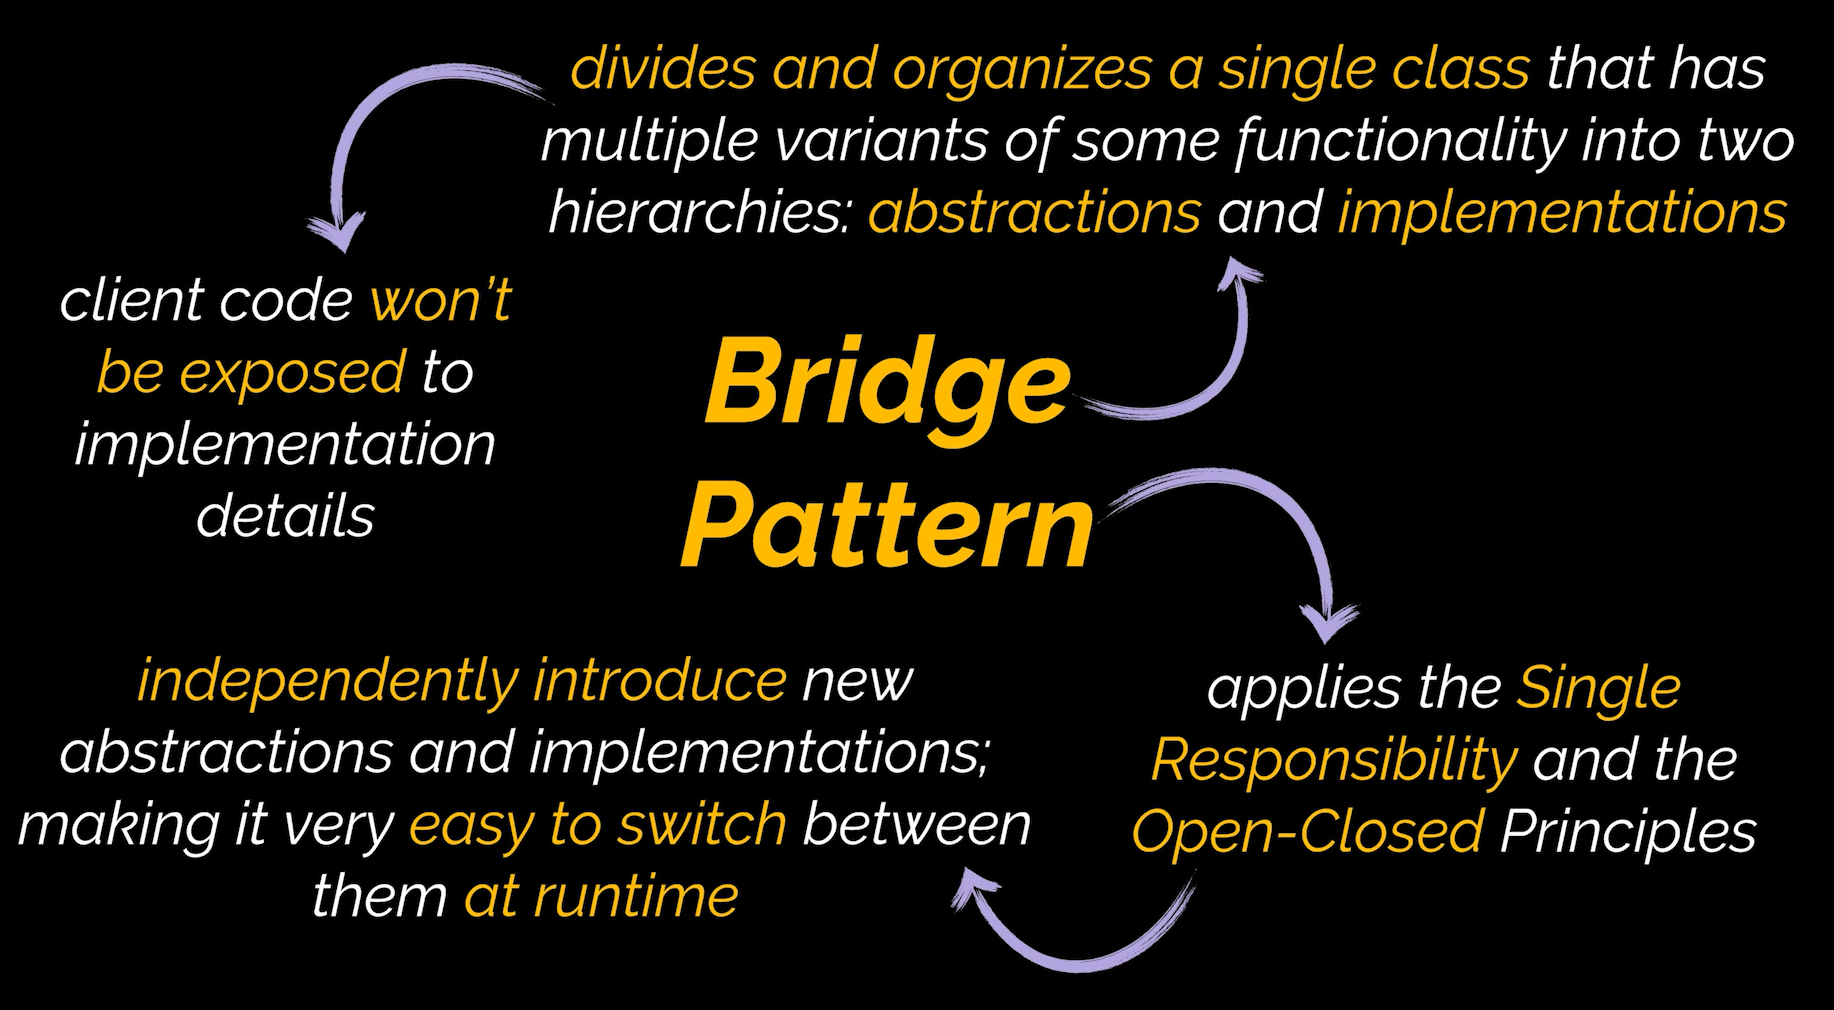 divides and organizes a single class that has
multiple variants of some functionality into two
hierarchies: abstractions and implementations
client code won't
be exposed to
implementation
details
Bridge
Pattern
independently introduce new
abstractions and implementations;
making it very easy to switch between
them at runtime
applies the Single
Responsibility and the
Open-Closed Principles